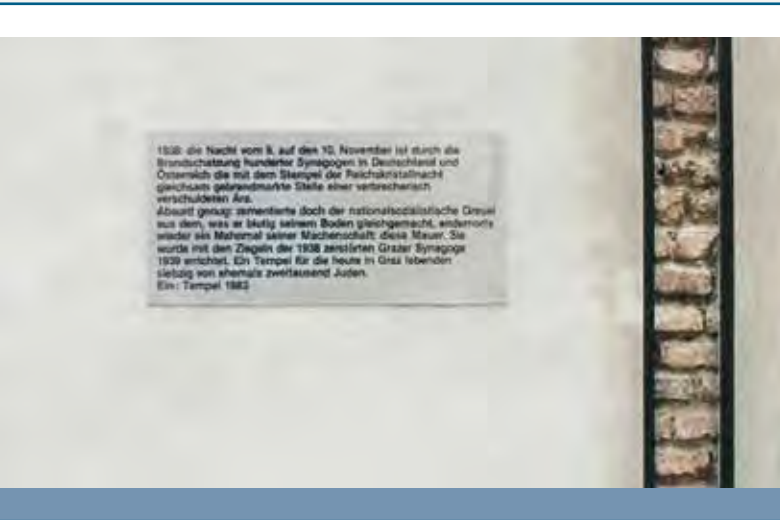 1938: die Nacht vom 9. auf den 10. November ist durch die
Brandschatzung hunderter Synagogen in Deutschland und
Österreich die mit dem Stempel der Reichskristallnacht
gleichsam gebrandmarkte Stelle einer verbrecherisch
verschuldeten Ära.
Absurd genug: zementierte doch der nationalsozialistische Greuel
aus dem, was er blutig seinem Boden gleichgemacht, andernorts
wieder ein Mahnmal seiner Machenschaft: diese Mauer. Sie
wurde mit den Ziegeln der 1938 zerstörten Grazer Synagoge
1939 errichtet. Ein Tempel für die heute in Graz lebenden
siebzig von ehemals zweitausend Juden.
Ein: Tempel 1983